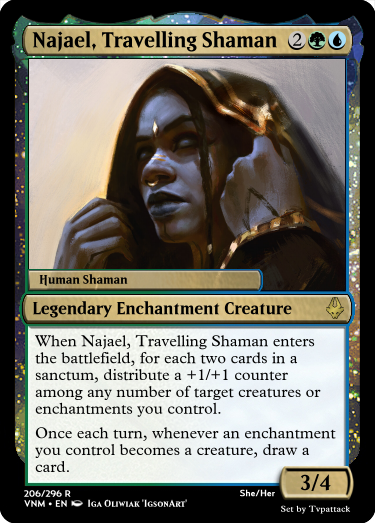 Najael, Travelling Shaman 2
Human Shaman
Legendary Enchantment Creature
When Najael, Travelling Shaman enters
the battlefield, for each two cards in a
sanctum, distribute a +1/+1 counter
among any number of target creatures or
enchantments you control.
Once each turn, whenever an enchantment
you control becomes a creature, draw a
card.
3/4
206/296 R She/Her
VNM • EN Iga Oliwiak 'IgsonArt' Set by Tvpattack